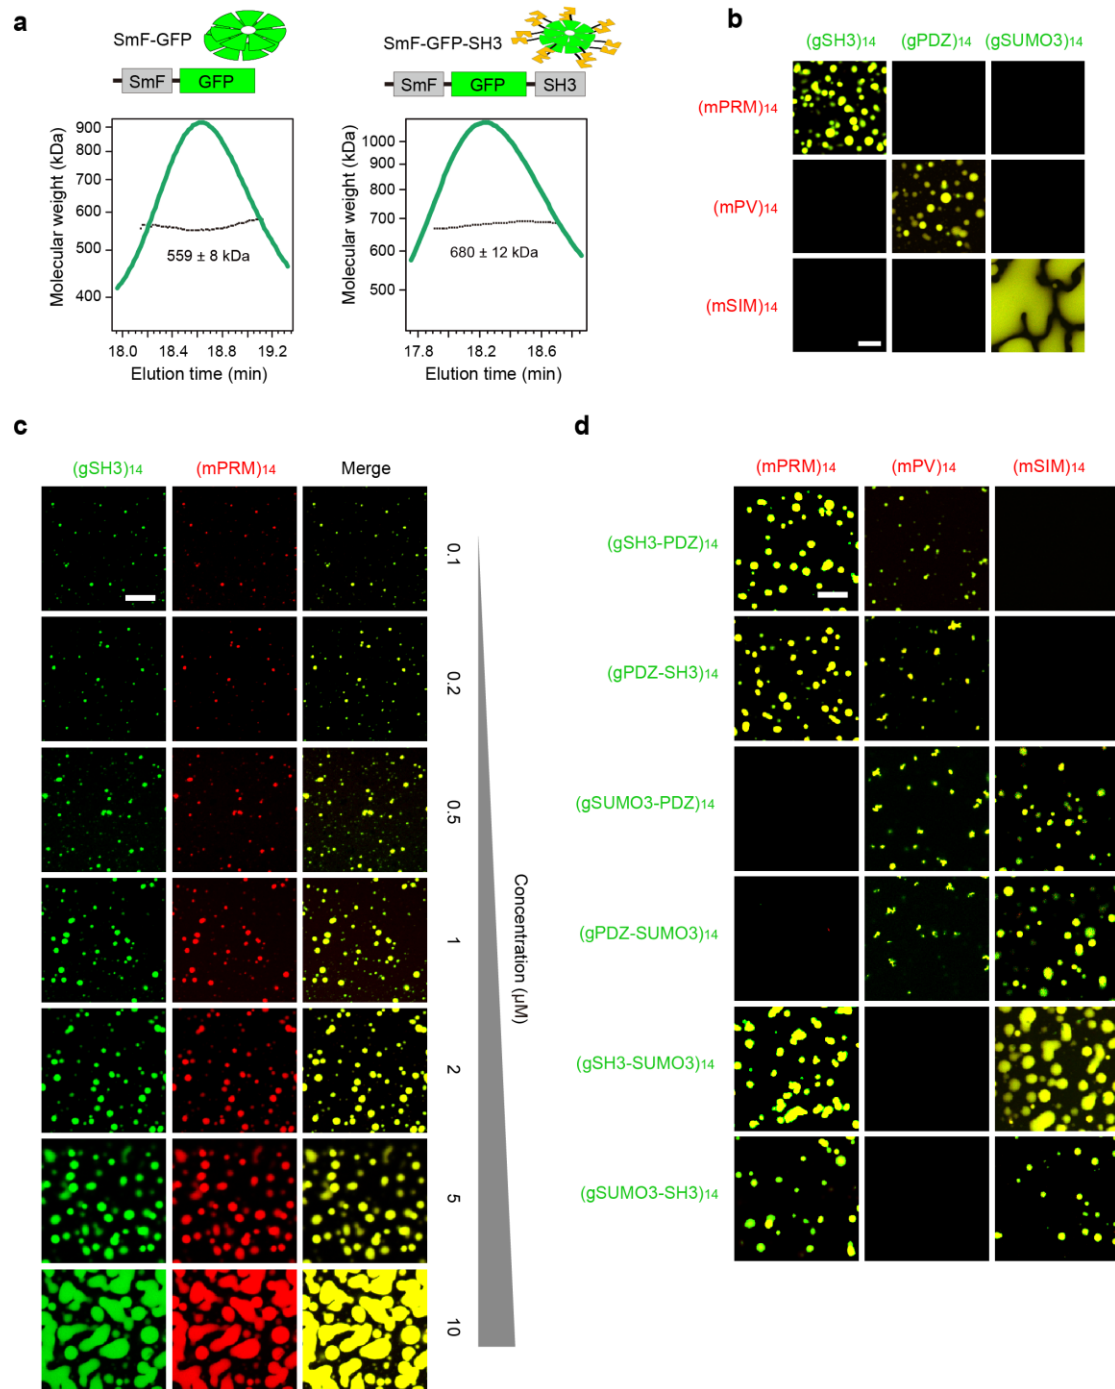 a
SmF-GFP
SmF GFP
SmF-GFP-SH3
SmF GFP SH3
Molecular weight (kDa)
900
800
700
600
500
400
559 ± 8 kDa
18.0 18.4 18.8 19.2
Elution time (min)
Molecular weight (kDa)
1000
900
800
700
600
500
680 ± 12 kDa
17.8 18.2 18.6
Elution time (min)
b
(gSH3)14 (gPDZ)14 (gSUMO3)14
(mPRM)14
(mPV)14
(mSIM)14
c
(gSH3)14 (mPRM)14 Merge
0.1
0.2
0.5
1
2
5
10
Concentration (µM)
d
(mPRM)14 (mPV)14 (mSIM)14
(gSH3-PDZ)14
(gPDZ-SH3)14
(gSUMO3-PDZ)14
(gPDZ-SUMO3)14
(gSH3-SUMO3)14
(gSUMO3-SH3)14